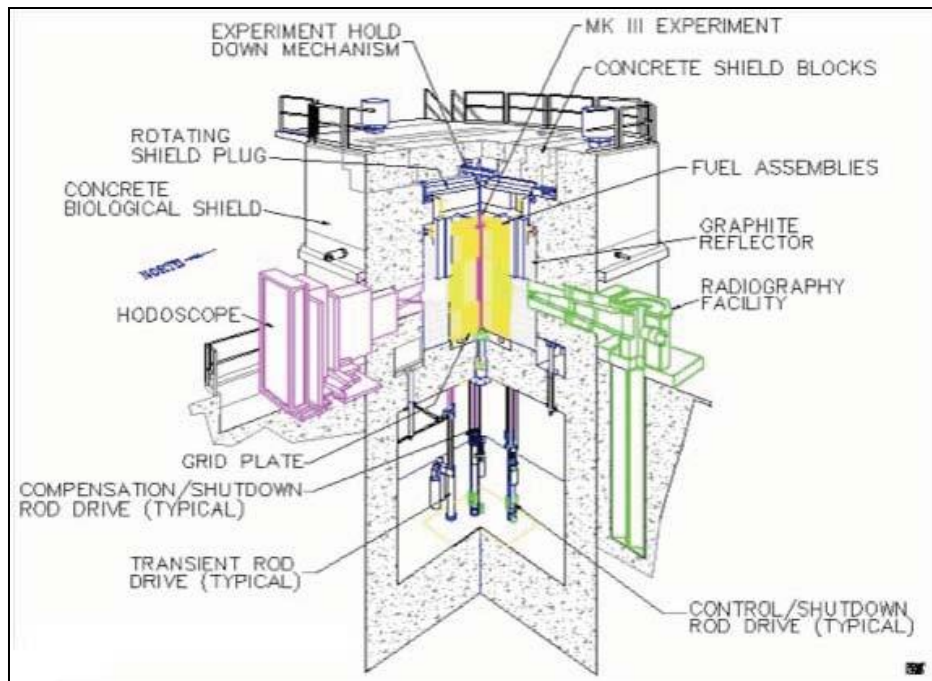 EXPERIMENT HOLD
DOWN MECHANISM
MK III EXPERIMENT
CONCRETE SHIELD BLOCKS
ROTATING
SHIELD PLUG
FUEL ASSEMBLIES
CONCRETE
BIOLOGICAL SHIELD
GRAPHITE
REFLECTOR
NORTH
RADIOGRAPHY
FACILITY
HODOSCOPE
GRID PLATE
COMPENSATION/SHUTDOWN
ROD DRIVE (TYPICAL)
TRANSIENT ROD
DRIVE (TYPICAL)
CONTROL/SHUTDOWN
ROD DRIVE (TYPICAL)